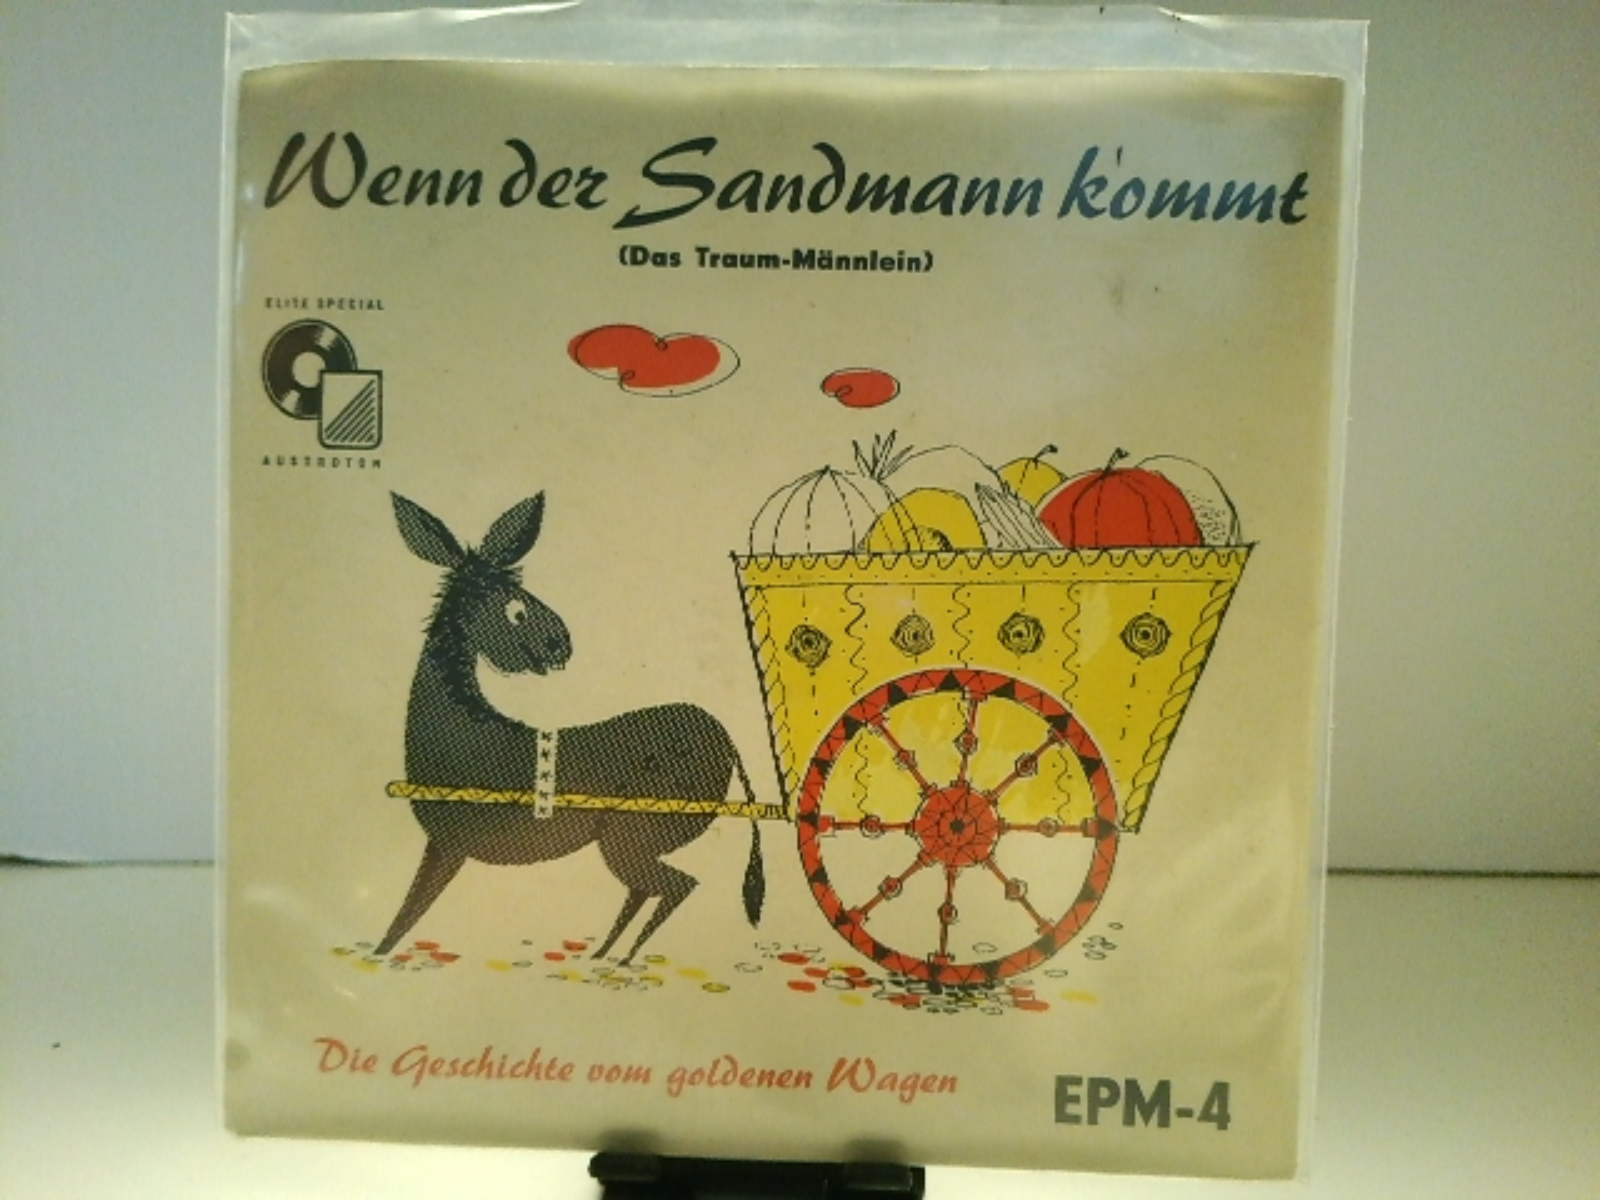 Wenn der Sandmann kommt
(Das Traum-Männlein)
ELITE SPECIAL
AUSTROTON
Die Geschichte vom goldenen Wagen
EPM-4